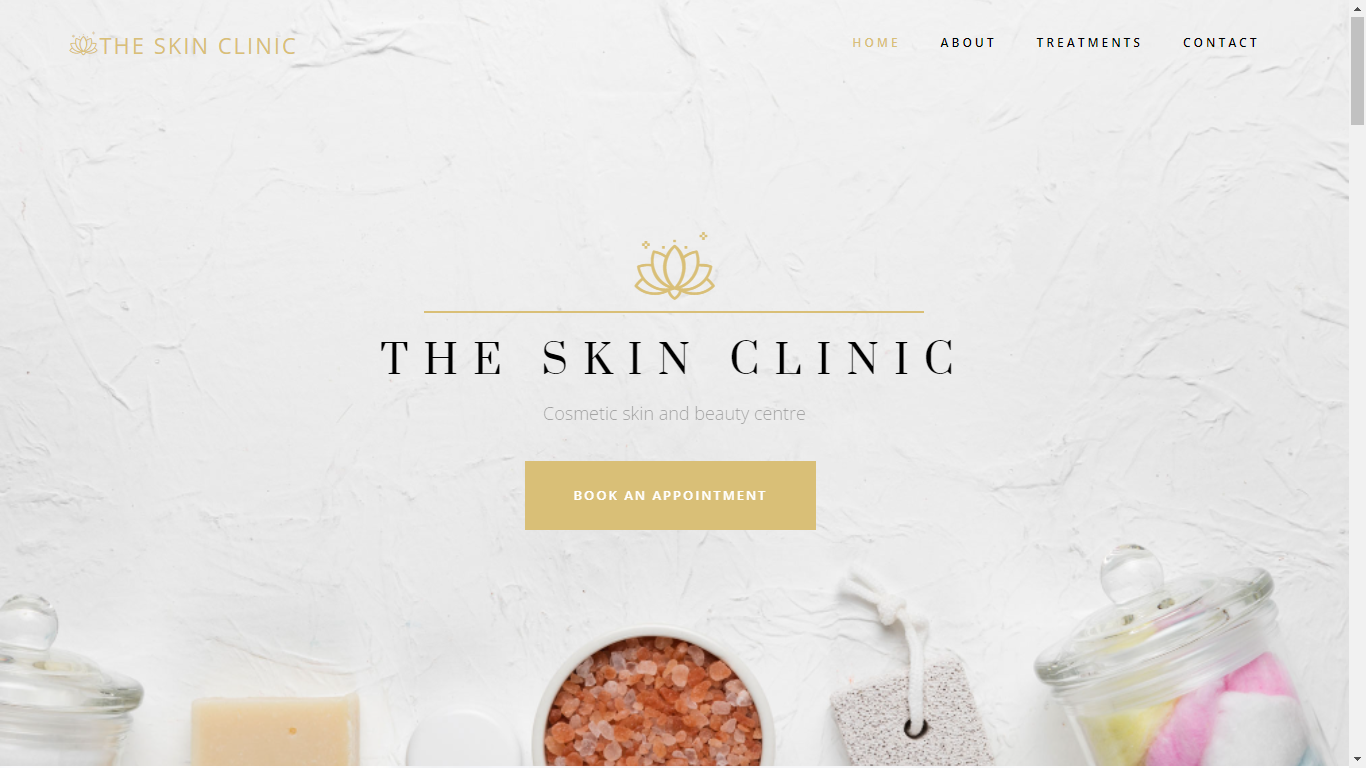 THE SKIN CLINIC
HOME ABOUT TREATMENTS CONTACT
THE SKIN CLINIC
Cosmetic skin and beauty centre
BOOK AN APPOINTMENT